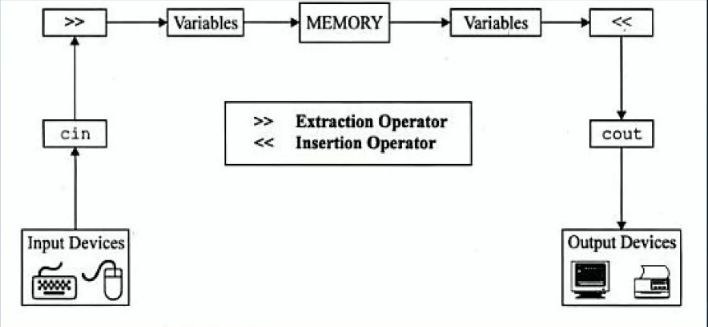 >> Variables MEMORY Variables <<
>> Extraction Operator
<< Insertion Operator
cin cout
Input Devices Output Devices